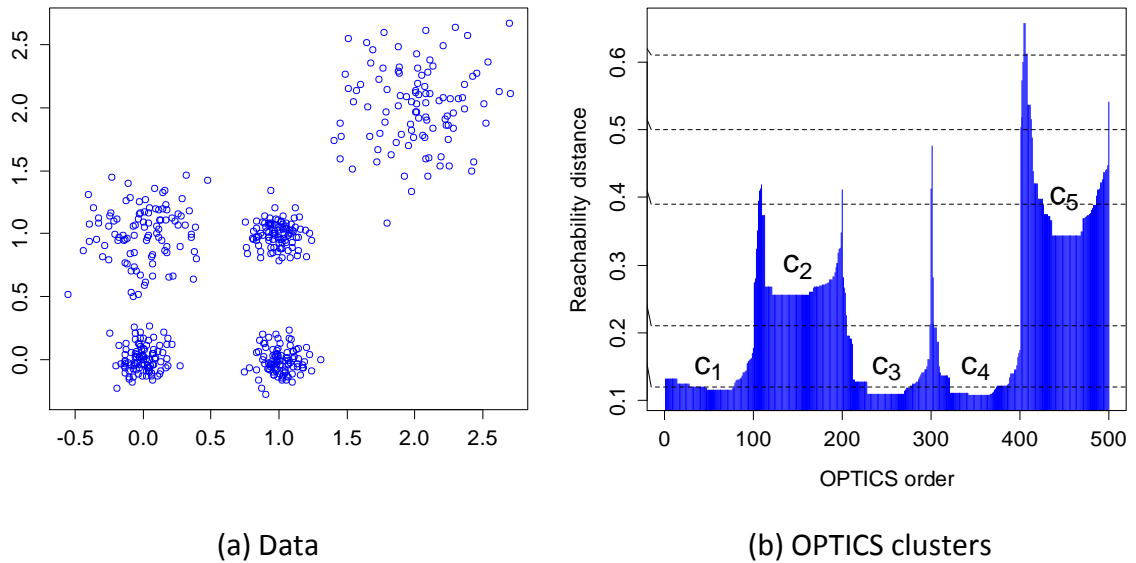 2.5
2.0
1.5
1.0
0.5
0.0
-0.5 0.0 0.5 1.0 1.5 2.0 2.5
(a) Data
Reachability distance
0.6
0.5
0.4
0.3
0.2
0.1
c1
c2
c3
c4
c5
0 100 200 300 400 500
OPTICS order
(b) OPTICS clusters